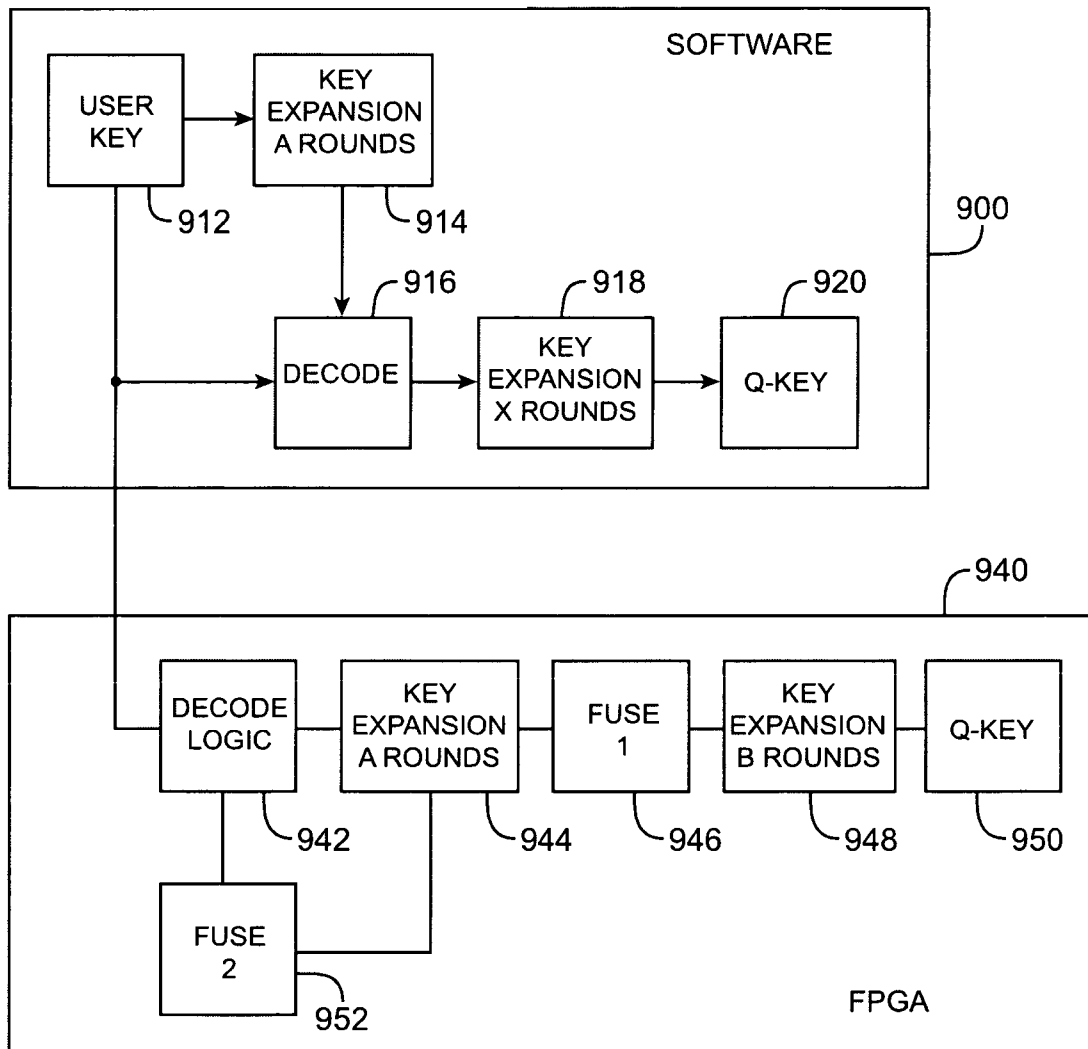 SOFTWARE
USER
KEY
912
KEY
EXPANSION
A ROUNDS
914
900
916
DECODE
918
KEY
EXPANSION
X ROUNDS
920
Q-KEY
940
DECODE
LOGIC
942
KEY
EXPANSION
A ROUNDS
944
FUSE
1
946
KEY
EXPANSION
B ROUNDS
948
Q-KEY
950
FUSE
2
952
FPGA